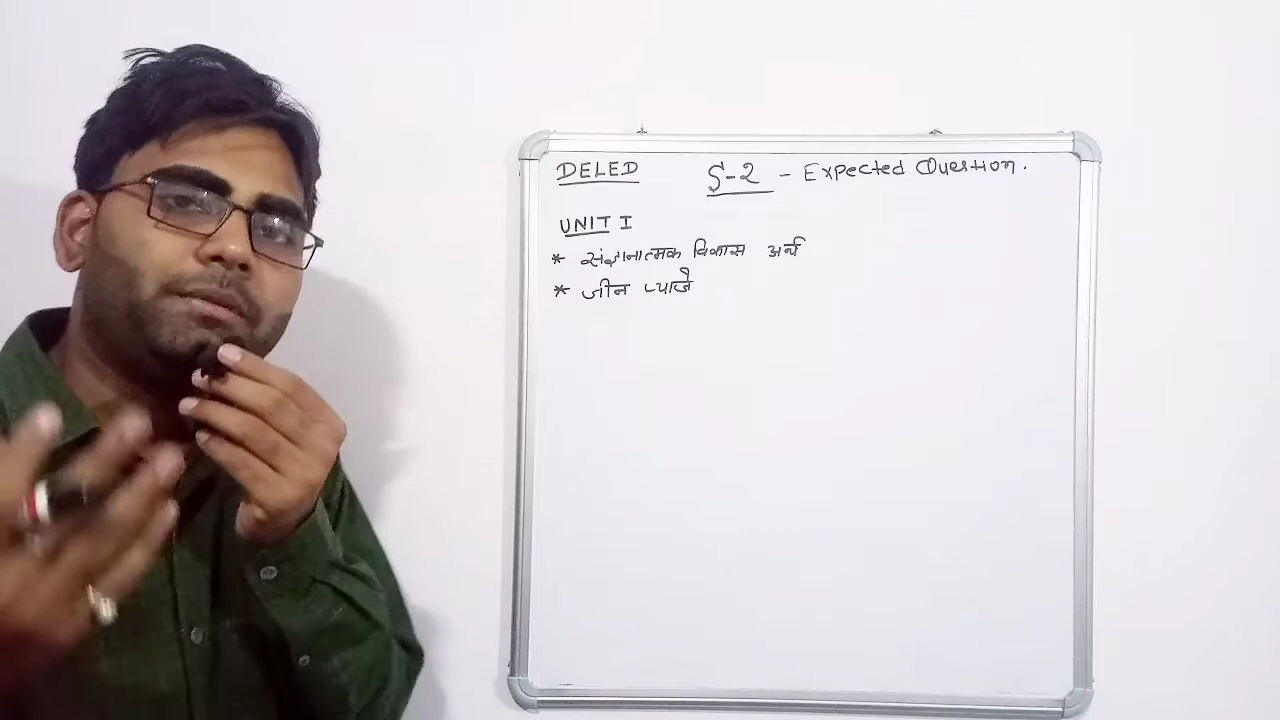 DELED S-2 - Expected Question.
UNIT I
* संज्ञानात्मक विकास अर्थ
* जीन प्याजे